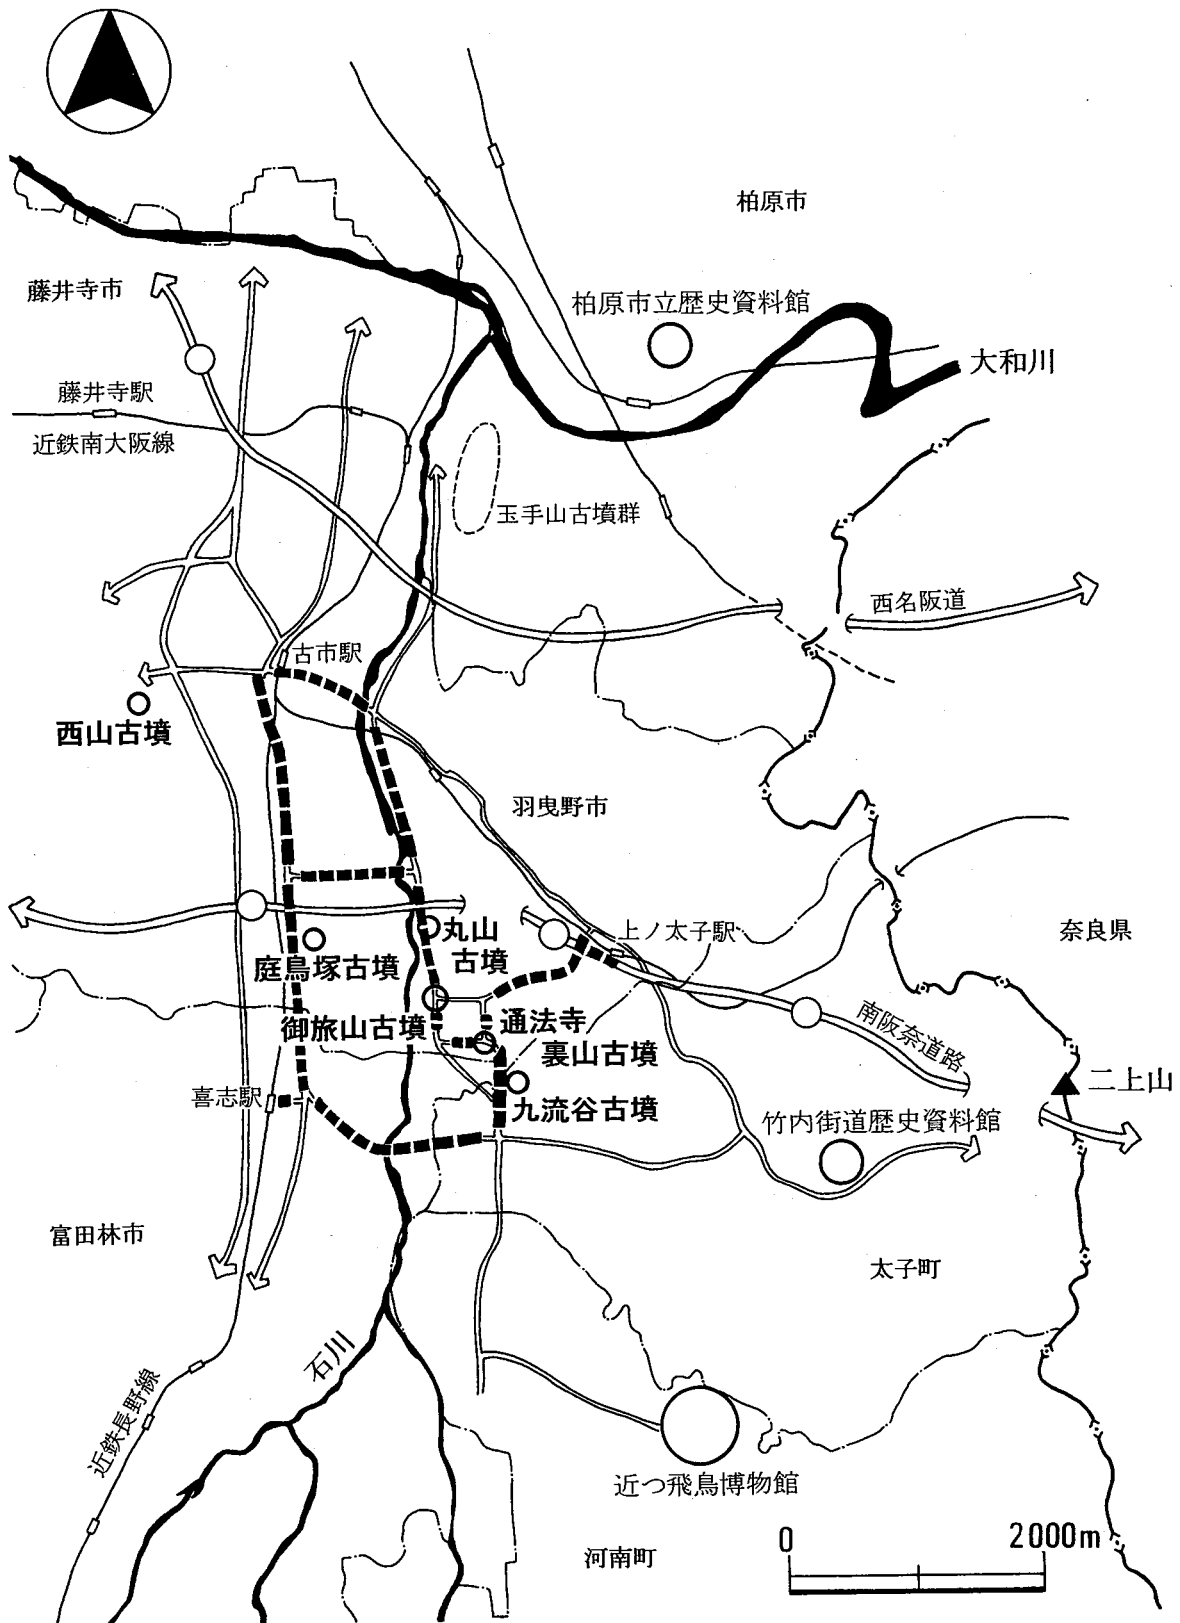 柏原市
藤井寺市
柏原市立歴史資料館
大和川
藤井寺駅
近鉄南大阪線
玉手山古墳群
西名阪道
古市駅
西山古墳
羽曳野市
丸山
古墳
上ノ太子駅
奈良県
庭鳥塚古墳
御旅山古墳
通法寺
裏山古墳
南阪奈道路
喜志駅
九流谷古墳
二上山
竹内街道歴史資料館
富田林市
太子町
石川
近鉄長野線
近つ飛鳥博物館
河南町
0
2000m